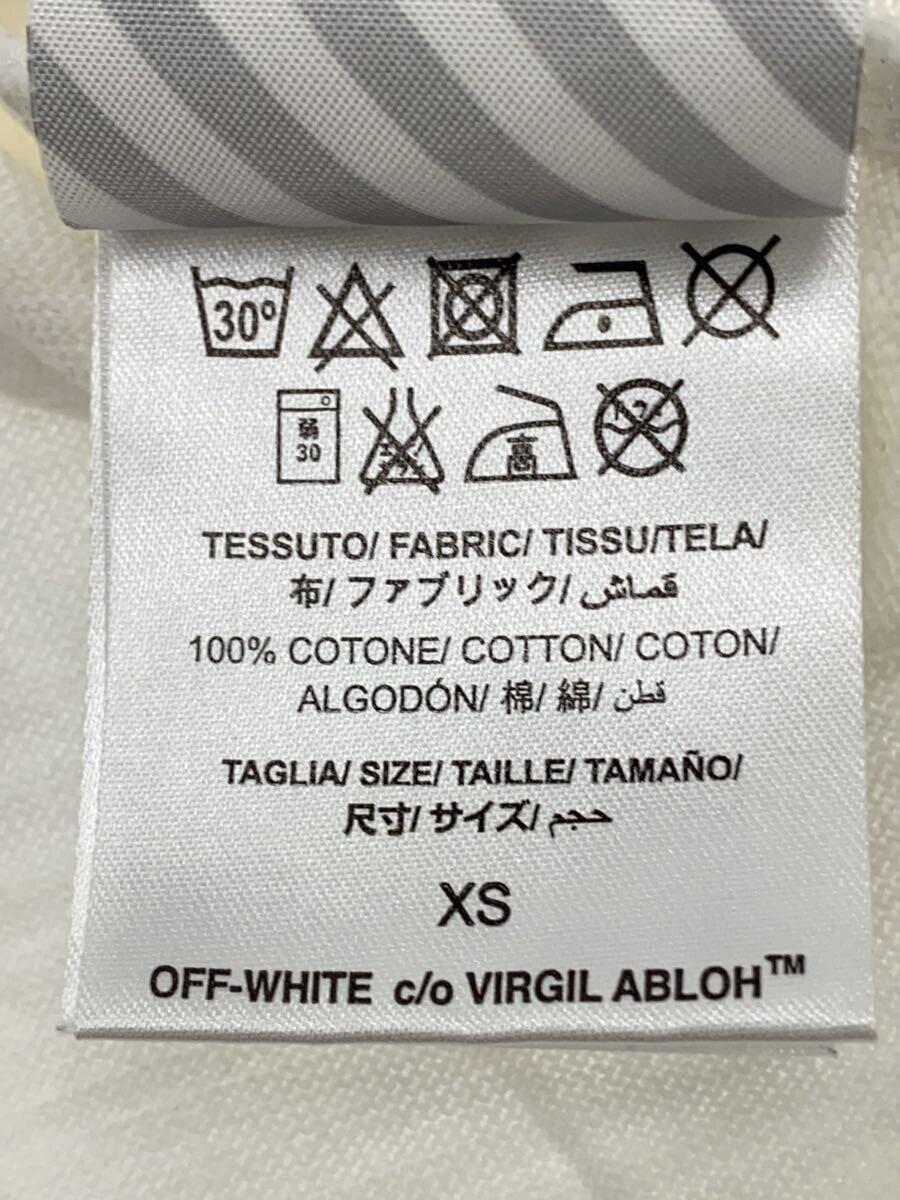 30º
弱
30
高
TESSUTO/ FABRIC/ TISSU/TELA/
布/ファブリック/ قماش
100% COTONE/ COTTON/ COTON/
ALGODÓN/ 棉/ 綿/ قطن
TAGLIA/ SIZE/ TAILLE/ TAMAÑO/
尺寸/ サイズ/ حجم
XS
OFF-WHITE c/o VIRGIL ABLOH™